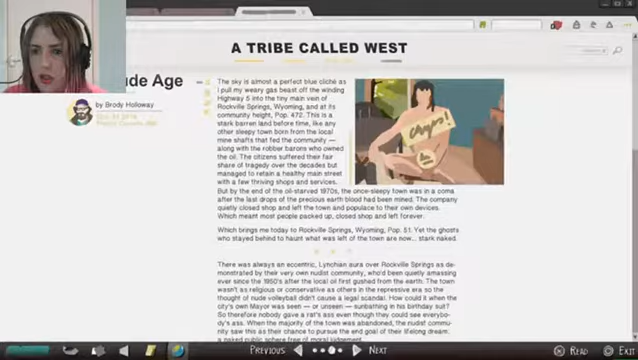 A TRIBE CALLED WEST
ude Age
by Brody Holloway
The sky is almost a perfect blue cliché as
I pull my weary gas beast off the winding
Highway 5 into the tiny main vein of
Rockville Springs, Wyoming, and at its
community height, Pop. 472. This is a
stark barren land before time, like any
other sleepy town born from the local
mine shafts that fed the community —
along with the robber barons who owned
the oil. The citizens suffered their fair
share of tragedy over the decades but
managed to retain a healthy main street
with a few thriving shops and services.
But by the end of the oil-starved 1970s, the once-sleepy town was in a coma
after the last drops of the precious earth blood had been mined. The company
quietly closed shop and left the town and populace to their own devices.
Which meant most people packed up, closed shop and left forever.
Which brings me today to Rockville Springs, Wyoming, Pop. 51. Yet the ghosts
who stayed behind to haunt what was left of the town are now... stark naked.
There was always an eccentric, Lynchian aura over Rockville Springs as de-
monstrated by their very own nudist community, who'd been quietly amassing
ever since the 1950's after the local oil first gushed from the earth. The town
wasn't as religious or conservative as others in the repressive era so the
thought of nude volleyball didn't cause a legal scandal. How could it when the
city's own Mayor was seen — or unseen — sunbathing in his birthday suit?
So therefore nobody gave a rat's ass even though they could see everybo-
dy's ass. When the majority of the town was abandoned, the nudist commu-
nity saw this as their chance to pursue the end goal of their lifelong dream:
a naked public sphere free of moral judgement.
PREVIOUS
NEXT
READ
EXIT